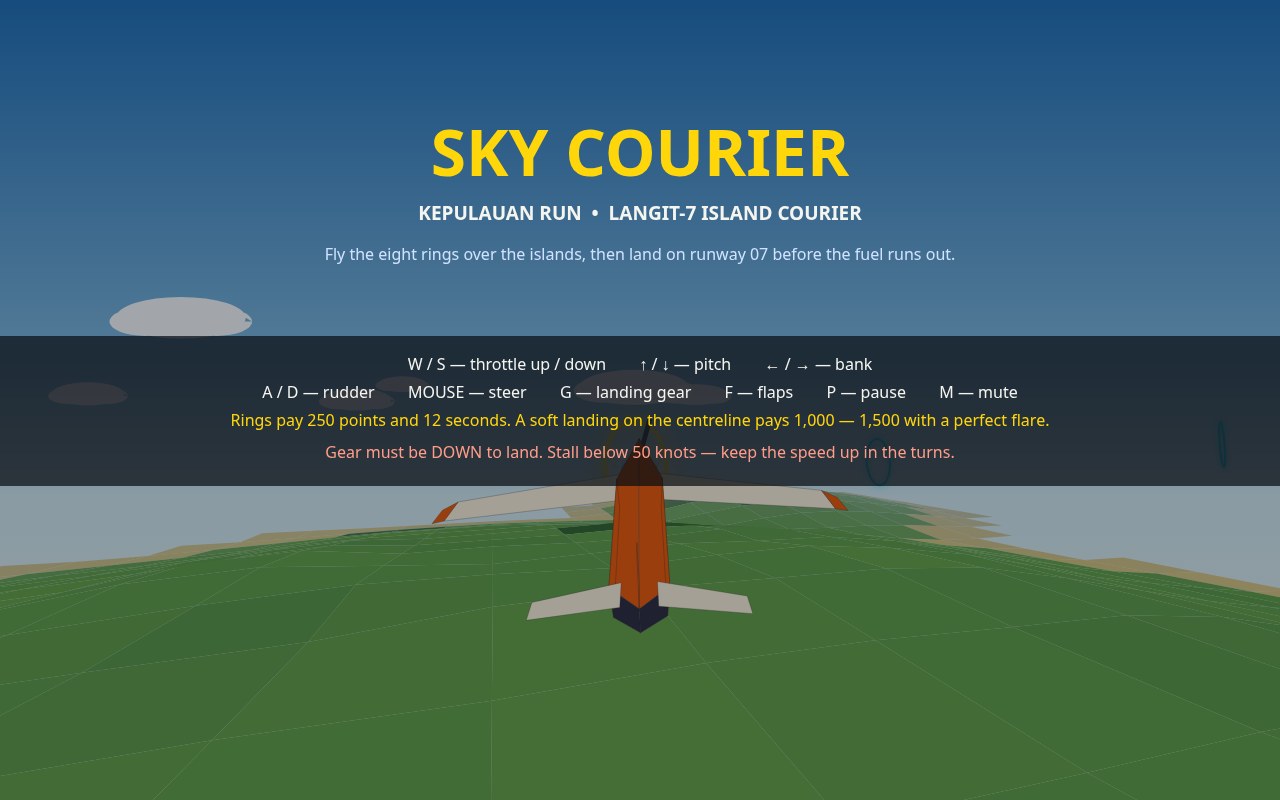 SKY COURIER
KEPULAUAN RUN • LANGIT-7 ISLAND COURIER
Fly the eight rings over the islands, then land on runway 07 before the fuel runs out.
W / S — throttle up / down ↑ / ↓ — pitch ← / → — bank
A / D — rudder MOUSE — steer G — landing gear F — flaps P — pause M — mute
Rings pay 250 points and 12 seconds. A soft landing on the centreline pays 1,000 — 1,500 with a perfect flare.
Gear must be DOWN to land. Stall below 50 knots — keep the speed up in the turns.